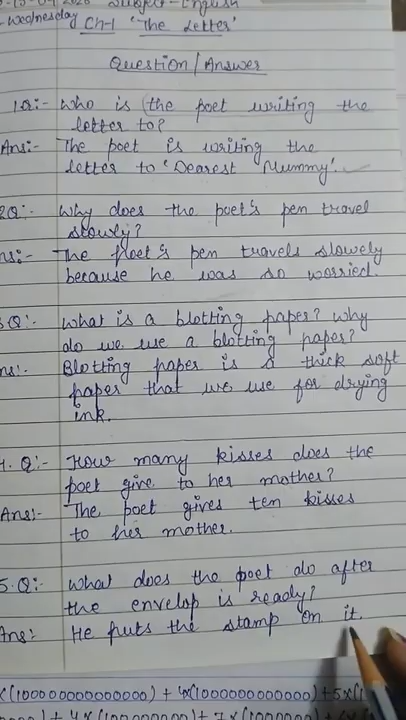 Subject-English
Wednesday Ch-1 'The Letter'
Question/Answer
1Q:- Who is the poet writing the
letter to?
Ans:- The poet is writing the
letter to 'Dearest Mummy'.
2Q:- Why does the poet's pen travel
slowly?
ns:- The poet's pen travels slowly
because he was so worried.
3Q:- What is a blotting paper? Why
do we use a blotting paper?
ns:- Blotting paper is a thick soft
paper that we use for drying
ink.
4.Q:- How many kisses does the
poet give to her mother?
Ans:- The poet gives ten kisses
to her mother.
5.Q:- What does the poet do after
the envelop is ready?
Ans: He puts the stamp on it.